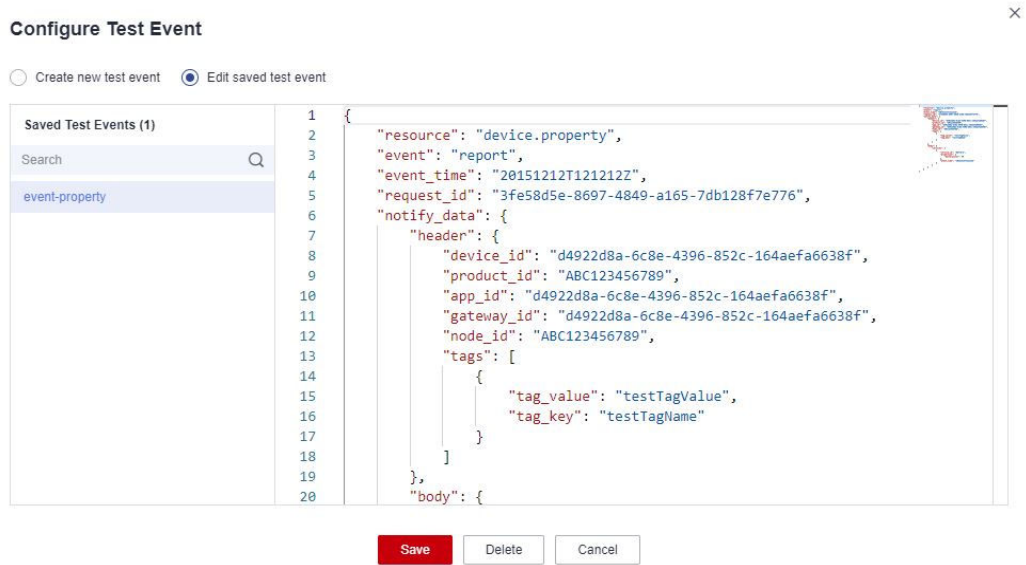 Configure Test Event
Create new test event Edit saved test event
Saved Test Events (1)
Search
event-property
1 {
2 "resource": "device.property",
3 "event": "report",
4 "event_time": "20151212T121212Z",
5 "request_id": "3fe58d5e-8697-4849-a165-7db128f7e776",
6 "notify_data": {
7 "header": {
8 "device_id": "d4922d8a-6c8e-4396-852c-164aefa6638f",
9 "product_id": "ABC123456789",
10 "app_id": "d4922d8a-6c8e-4396-852c-164aefa6638f",
11 "gateway_id": "d4922d8a-6c8e-4396-852c-164aefa6638f",
12 "node_id": "ABC123456789",
13 "tags": [
14 {
15 "tag_value": "testTagValue",
16 "tag_key": "testTagName"
17 }
18 ]
19 },
20 "body": {
Save Delete Cancel